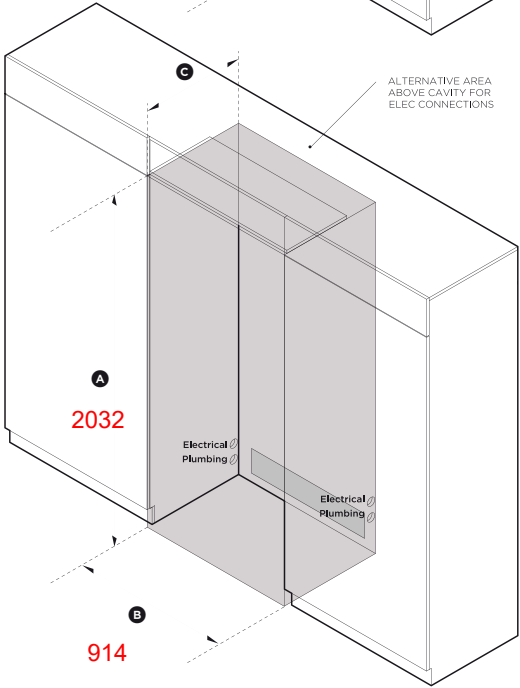 C
ALTERNATIVE AREA
ABOVE CAVITY FOR
ELEC CONNECTIONS
A
2032
Electrical
Plumbing
Electrical
Plumbing
B
914